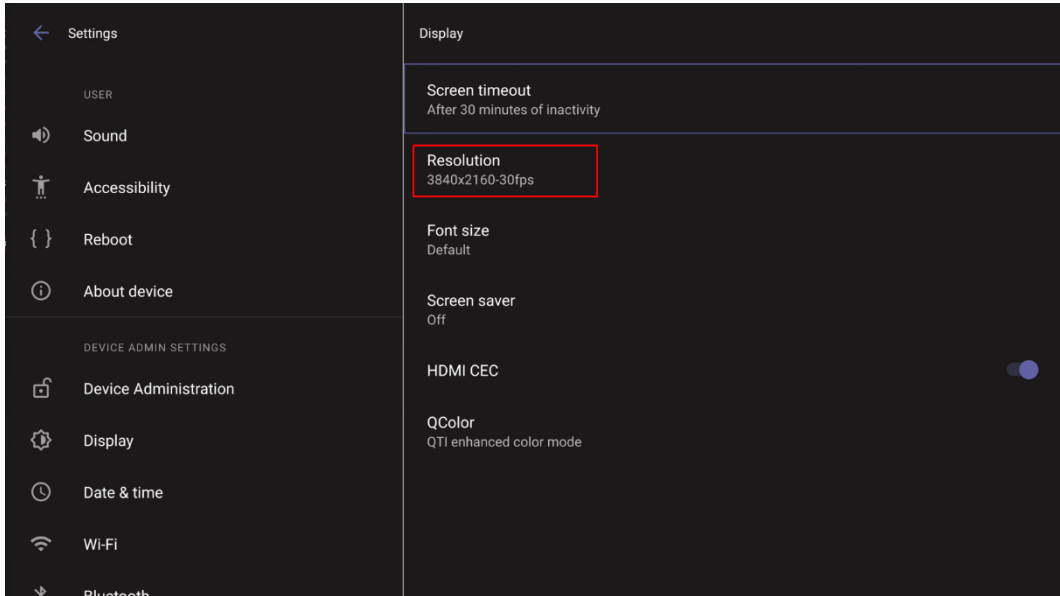 Settings
USER
Sound
Accessibility
Reboot
About device
DEVICE ADMIN SETTINGS
Device Administration
Display
Date & time
Wi-Fi
Bluetooth
Display
Screen timeout
After 30 minutes of inactivity
Resolution
3840x2160-30fps
Font size
Default
Screen saver
Off
HDMI CEC
QColor
QTI enhanced color mode